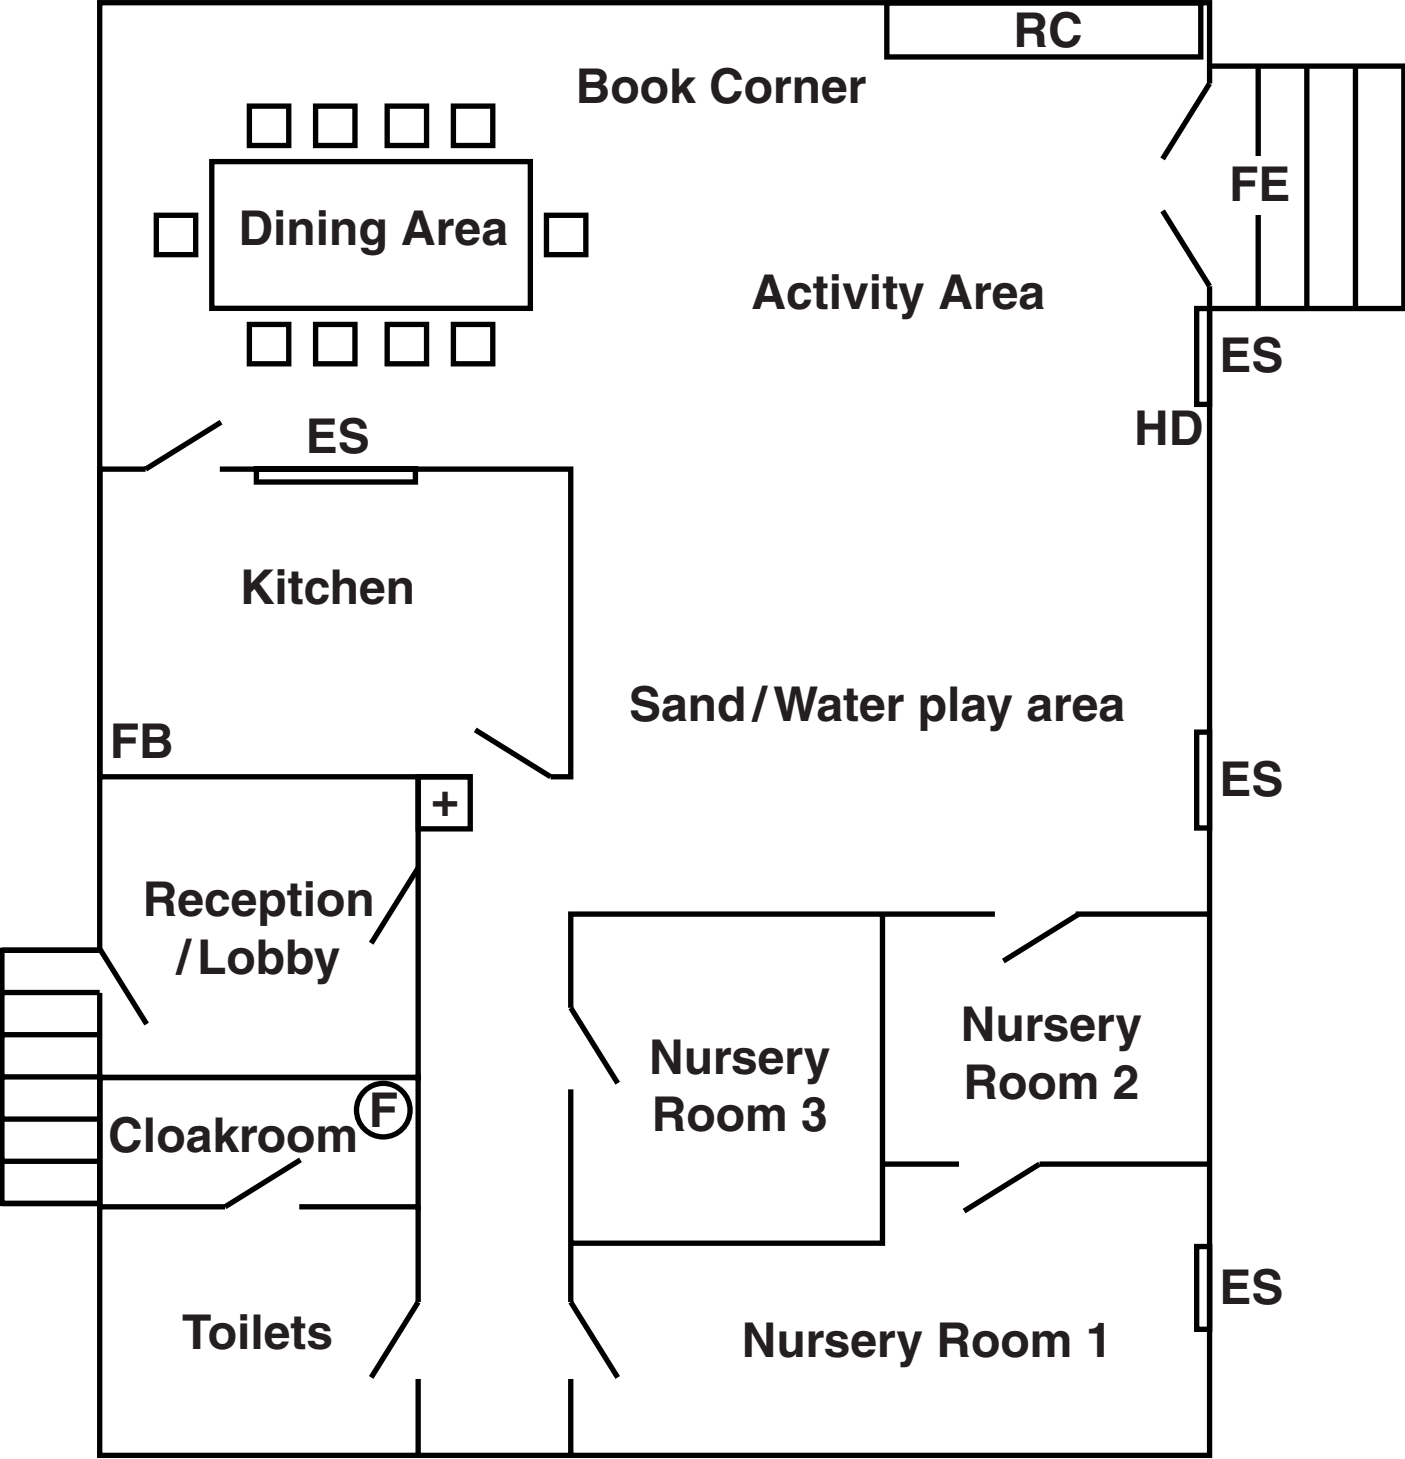 RC
Book Corner
FE
Dining Area
Activity Area
ES
HD
ES
Kitchen
Sand/Water play area
FB
ES
+
Reception
/Lobby
Nursery
Room 2
Nursery
Room 3
F
Cloakroom
ES
Toilets
Nursery Room 1